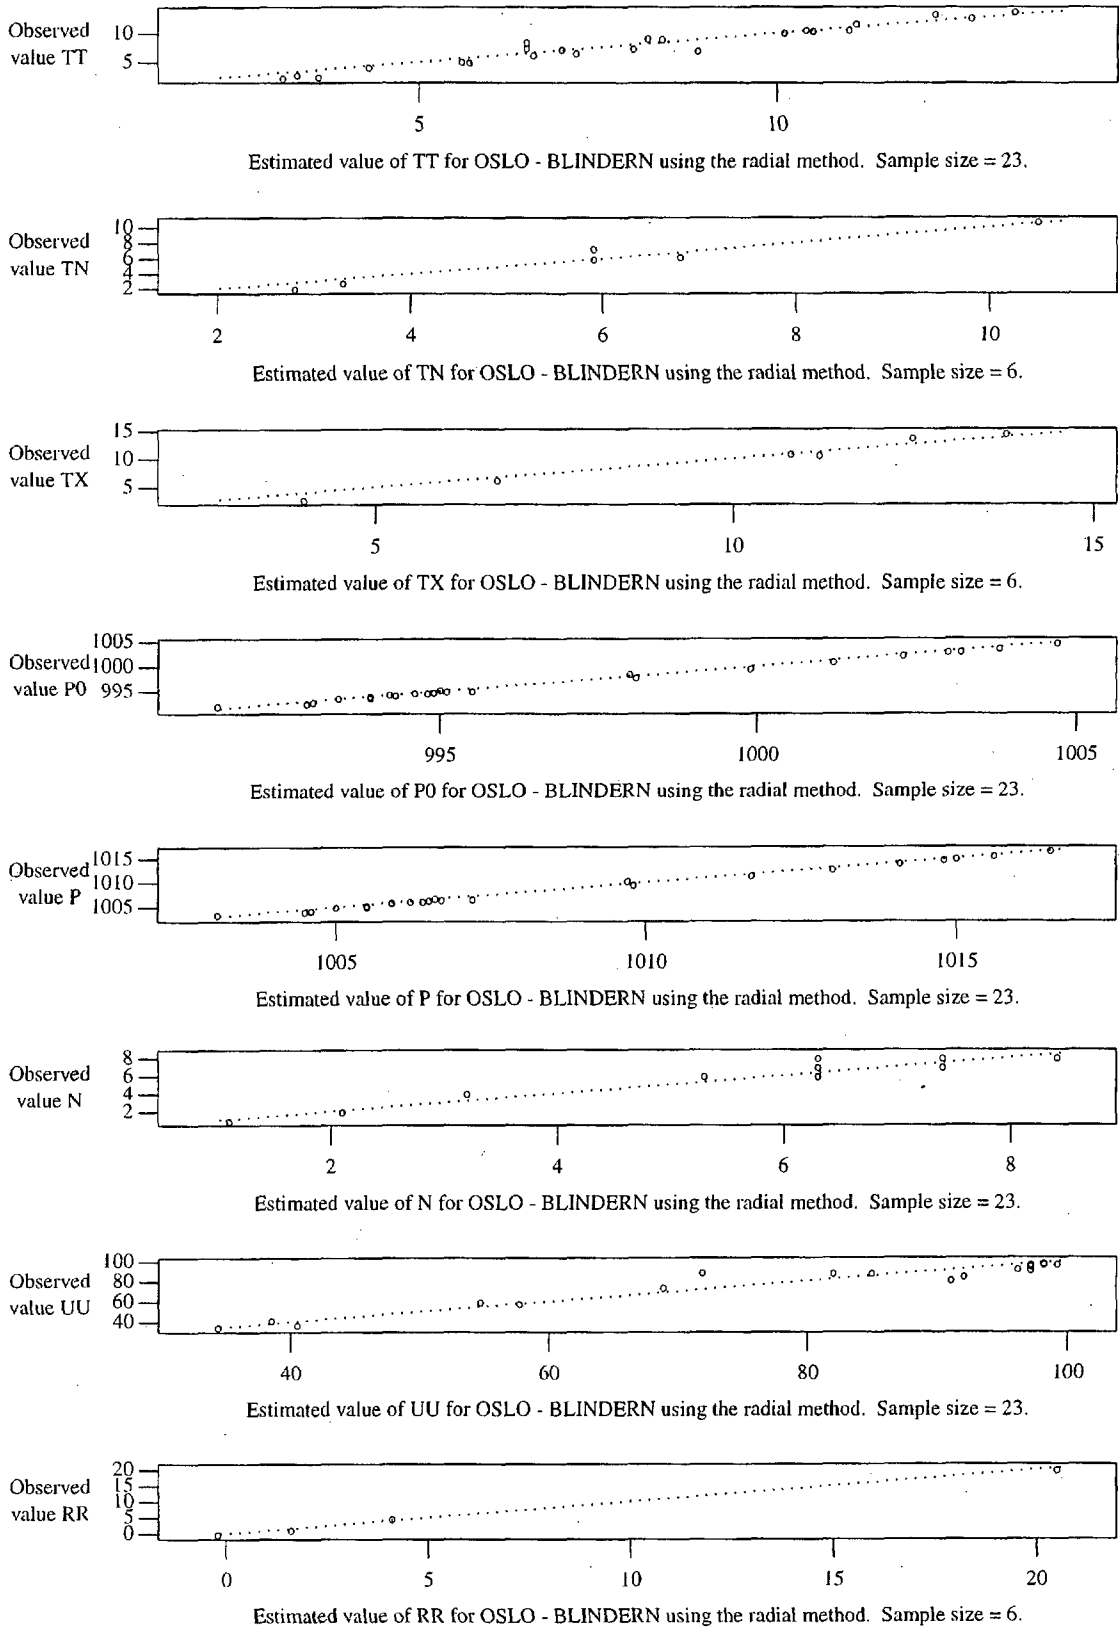 Observed
value TT
10
5
5 10
Estimated value of TT for OSLO - BLINDERN using the radial method. Sample size = 23.
Observed
value TN
10
8
6
4
2
2 4 6 8 10
Estimated value of TN for OSLO - BLINDERN using the radial method. Sample size = 6.
Observed
value TX
15
10
5
5 10 15
Estimated value of TX for OSLO - BLINDERN using the radial method. Sample size = 6.
Observed
value P0
1005
1000
995
995 1000 1005
Estimated value of P0 for OSLO - BLINDERN using the radial method. Sample size = 23.
Observed
value P
1015
1010
1005
1005 1010 1015
Estimated value of P for OSLO - BLINDERN using the radial method. Sample size = 23.
Observed
value N
8
6
4
2
2 4 6 8
Estimated value of N for OSLO - BLINDERN using the radial method. Sample size = 23.
Observed
value UU
100
80
60
40
40 60 80 100
Estimated value of UU for OSLO - BLINDERN using the radial method. Sample size = 23.
Observed
value RR
20
15
10
5
0
0 5 10 15 20
Estimated value of RR for OSLO - BLINDERN using the radial method. Sample size = 6.